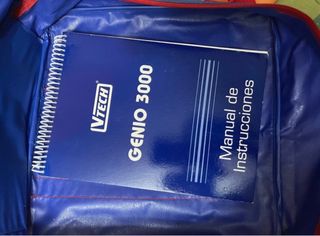 VTECH
GENIO 3000
Manual de
Instrucciones